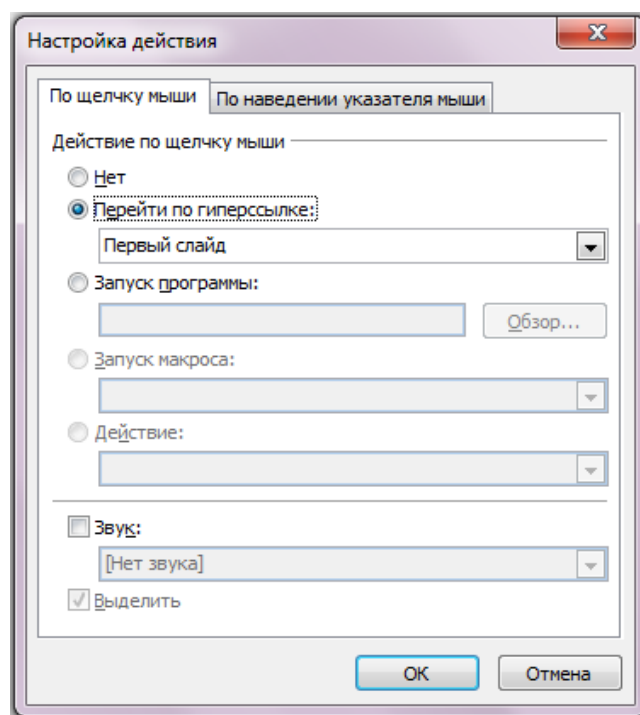 Настройка действия
По щелчку мыши По наведении указателя мыши
Действие по щелчку мыши
Нет
Перейти по гиперссылке:
Первый слайд
Запуск программы:
Обзор...
Запуск макроса:
Действие:
Звук:
[Нет звука]
Выделить
ОК Отмена